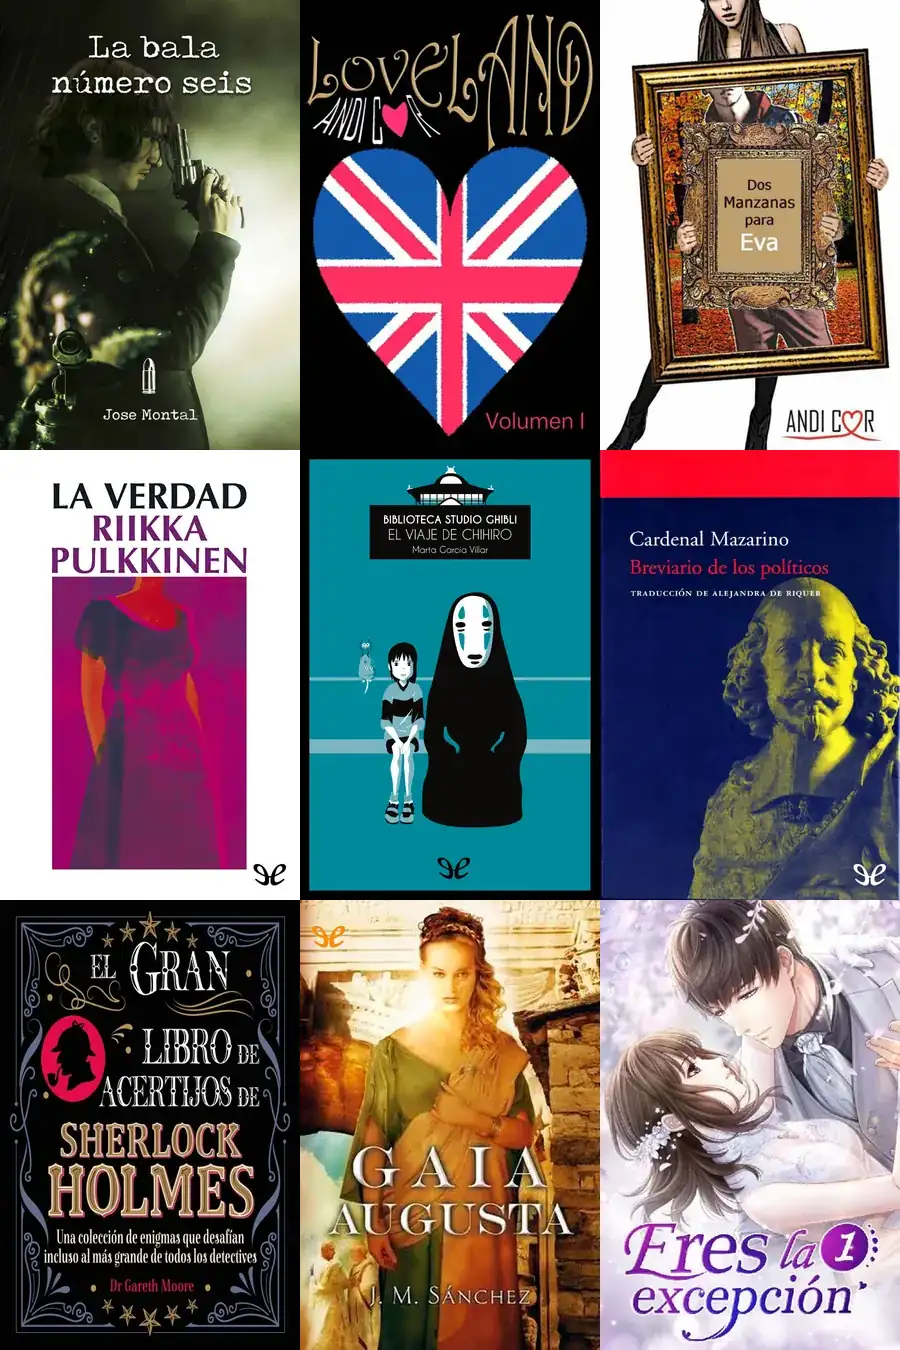 La bala
número seis
Jose Montal
LOVELAND
ANDI COR
Volumen I
Dos
Manzanas
para
Eva
ANDI COR
LA VERDAD
RIIKKA
PULKKINEN
BIBLIOTECA STUDIO GHIBLI
EL VIAJE DE CHIHIRO
Marta García Villar
Cardenal Mazarino
Breviario de los políticos
TRADUCCIÓN DE ALEJANDRA DE RIQUER
EL GRAN
LIBRO DE
ACERTIJOS DE
SHERLOCK
HOLMES
Una colección de enigmas que desafían
incluso al más grande de todos los detectives
Dr Gareth Moore
GAIA
AUGUSTA
J. M. SÁNCHEZ
Eres la 1
excepción